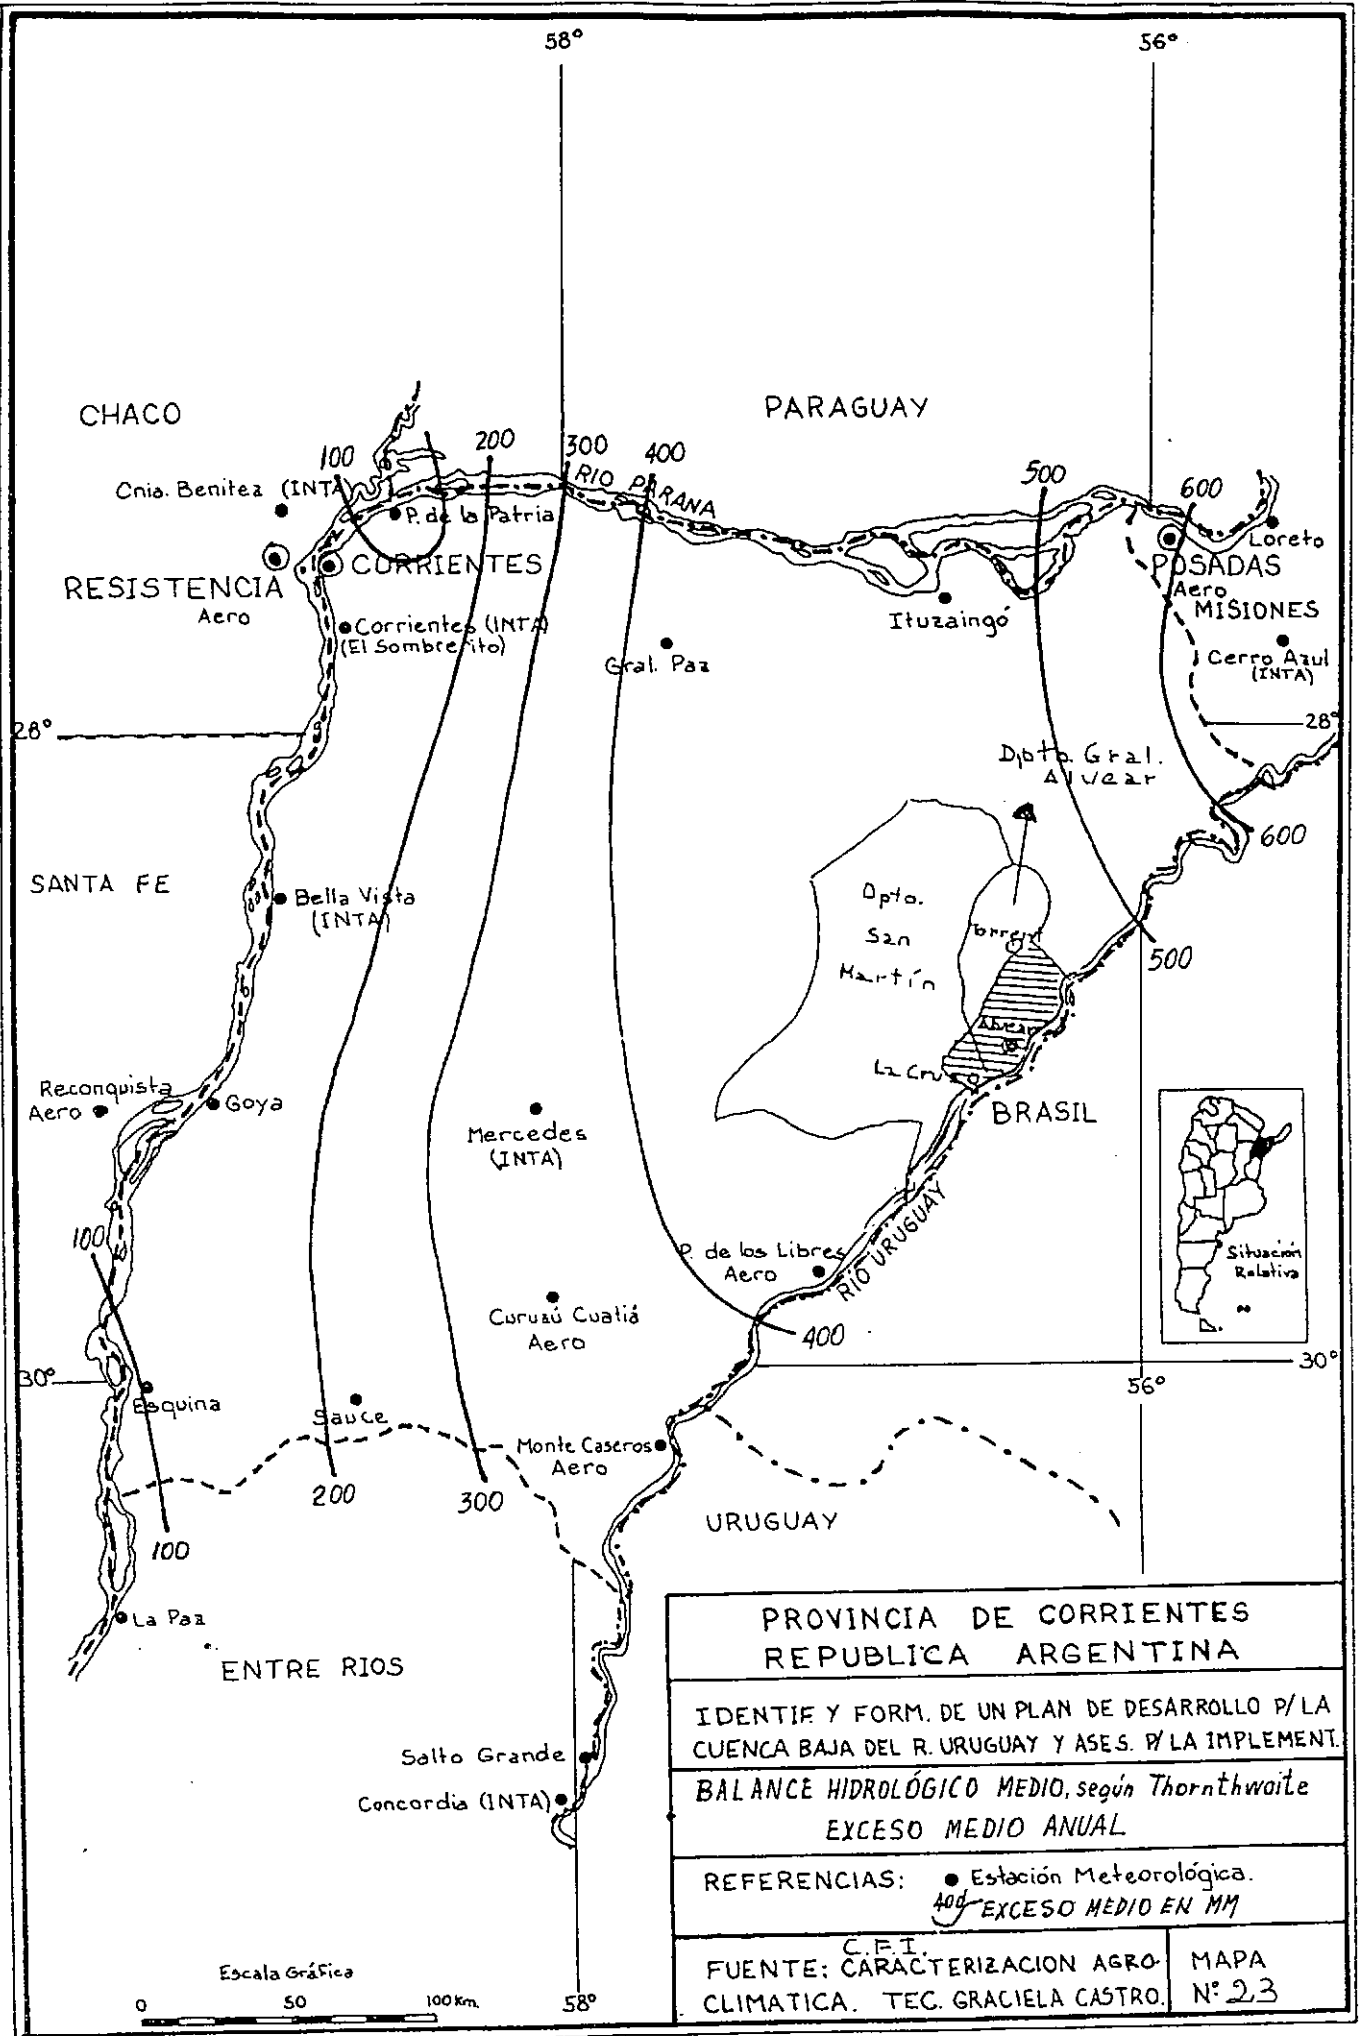 58°
56°
CHACO
PARAGUAY
100
200
300
400
500
600
Cnia. Benitez (INTA)
RIO PARANA
P. de la Patria
Loreto
CORRIENTES
POSADAS
Aero
RESISTENCIA
Aero
MISIONES
Ituzaingó
Corrientes (INTA)
(El Sombrerito)
Gral. Paz
Cerro Azul
(INTA)
28°
28°
Dpto. Gral.
Alvear
600
SANTA FE
Bella Vista
(INTA)
Dpto.
San
Martín
Torrent
500
Alvear
La Cru
Reconquista
Aero
Goya
BRASIL
Mercedes
(INTA)
100
P. de los Libres
Aero
RÍO URUGUAY
Situación
Relativa
Curuzú Cuatiá
Aero
400
30°
30°
56°
Esquina
Sauce
Monte Caseros
Aero
200
300
100
URUGUAY
La Paz
ENTRE RIOS
Salto Grande
Concordia (INTA)
58°
Escala Gráfica
0 50 100 Km.
PROVINCIA DE CORRIENTES
REPUBLICA ARGENTINA
IDENTIF Y FORM. DE UN PLAN DE DESARROLLO P/ LA
CUENCA BAJA DEL R. URUGUAY Y ASES. P/ LA IMPLEMENT.
BALANCE HIDROLÓGICO MEDIO, según Thornthwaite
EXCESO MEDIO ANUAL
REFERENCIAS: Estación Meteorológica.
400 EXCESO MEDIO EN MM
C.F.I.
FUENTE: CARACTERIZACION AGRO-
CLIMATICA. TEC. GRACIELA CASTRO.
MAPA
N° 23